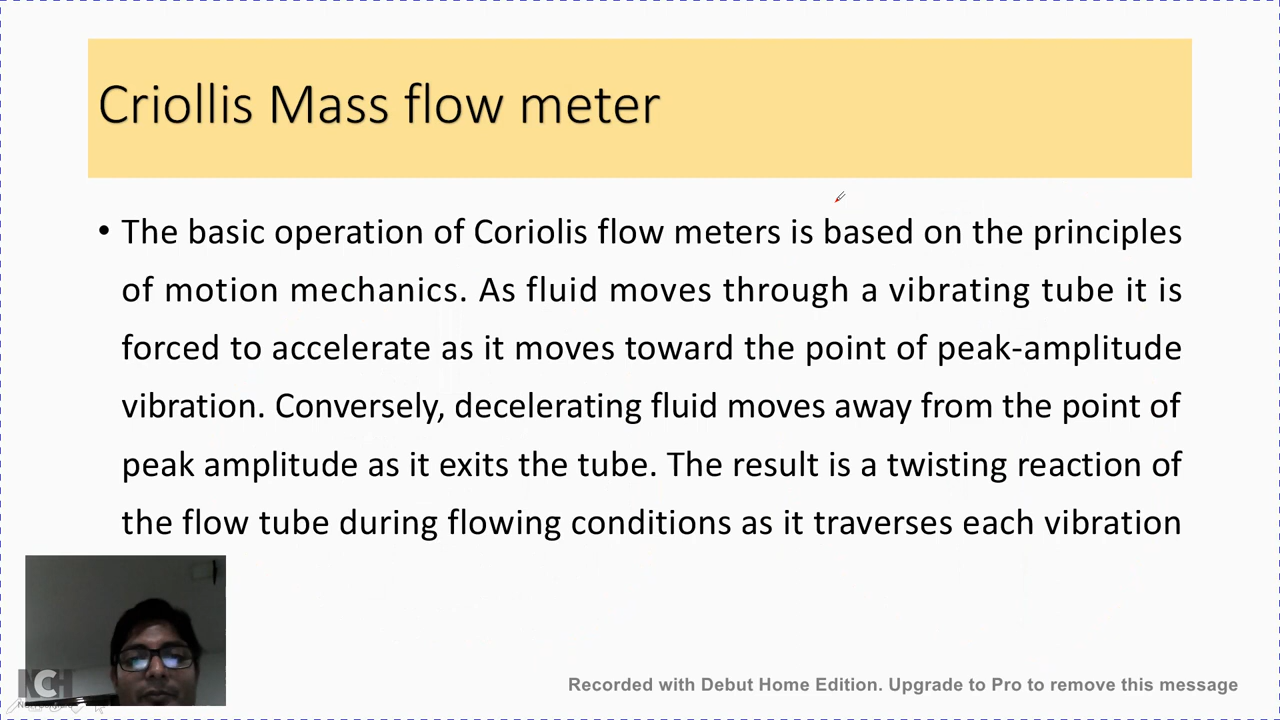 Criollis Mass flow meter
• The basic operation of Coriolis flow meters is based on the principles
of motion mechanics. As fluid moves through a vibrating tube it is
forced to accelerate as it moves toward the point of peak-amplitude
vibration. Conversely, decelerating fluid moves away from the point of
peak amplitude as it exits the tube. The result is a twisting reaction of
the flow tube during flowing conditions as it traverses each vibration
NCH
Recorded with Debut Home Edition. Upgrade to Pro to remove this message